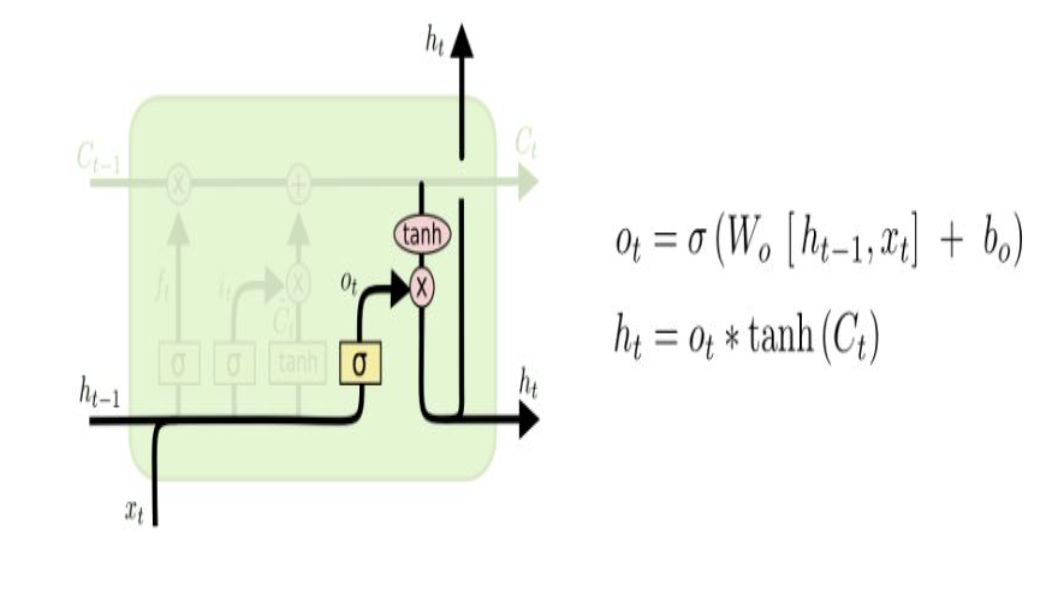 h_t
C_{t-1}
C_t
x
+
tanh
f_t
i_t
x
o_t
x
C̃_t
σ
σ
tanh
σ
h_{t-1}
h_t
x_t
o_t = σ(W_o [h_{t-1}, x_t] + b_o)
h_t = o_t * tanh(C_t)